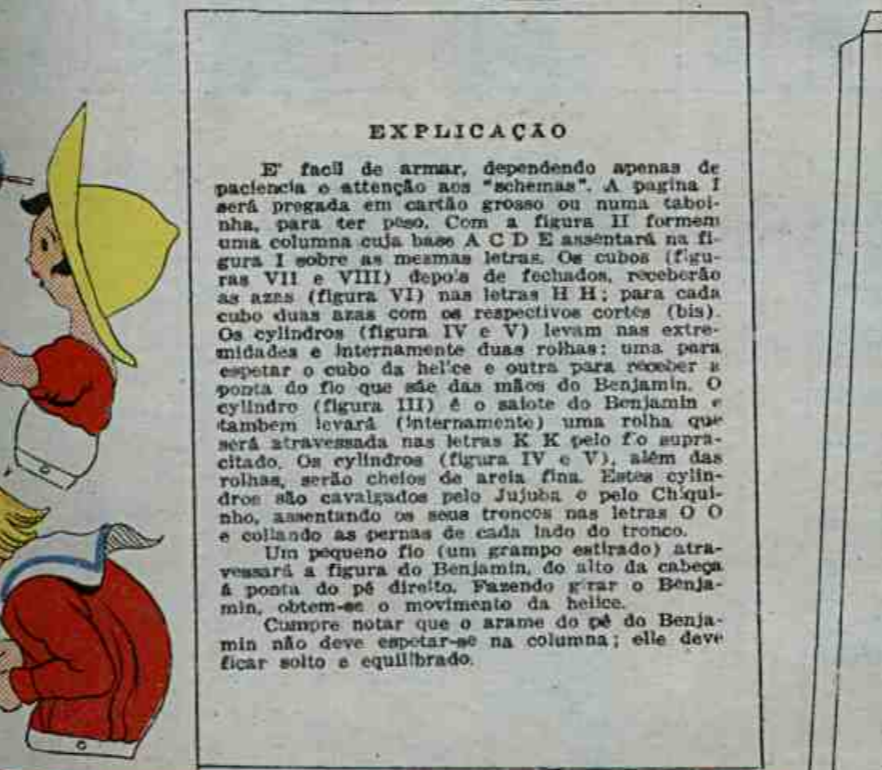 EXPLICAÇÃO
E' facil de armar, dependendo apenas de
paciencia e attenção aos "schemas". A pagina I
será pregada em cartão grosso ou numa taboi-
nha, para ter peso. Com a figura II formem
uma columna cuja base A C D E assentará na fi-
gura I sobre as mesmas letras. Os cubos (figu-
ras VII e VIII) depois de fechados, receberão
as azas (figura VI) nas letras H H; para cada
cubo duas azas com os respectivos cortes (bis).
Os cylindros (figura IV e V) levam nas extre-
midades e internamente duas rolhas: uma para
espetar o cubo da helice e outra para receber a
ponta do fio que sáe das mãos do Benjamin. O
cylindro (figura III) é o saiote do Benjamin e
tambem levará (internamente) uma rolha que
será atravessada nas letras K K pelo fio supra-
citado. Os cylindros (figura IV e V), além das
rolhas, serão cheios de areia fina. Estes cylin-
dros são cavalgados pelo Jujuba e pelo Chiqui-
nho, assentando os seus troncos nas letras O O
e collando as pernas de cada lado do tronco.
Um pequeno fio (um grampo estirado) atra-
vessará a figura do Benjamin, do alto da cabeça
á ponta do pé direito. Fazendo girar o Benja-
min, obtem-se o movimento da helice.
Cumpre notar que o arame do pé do Benja-
min não deve espetar-se na columna; elle deve
ficar solto e equilibrado.